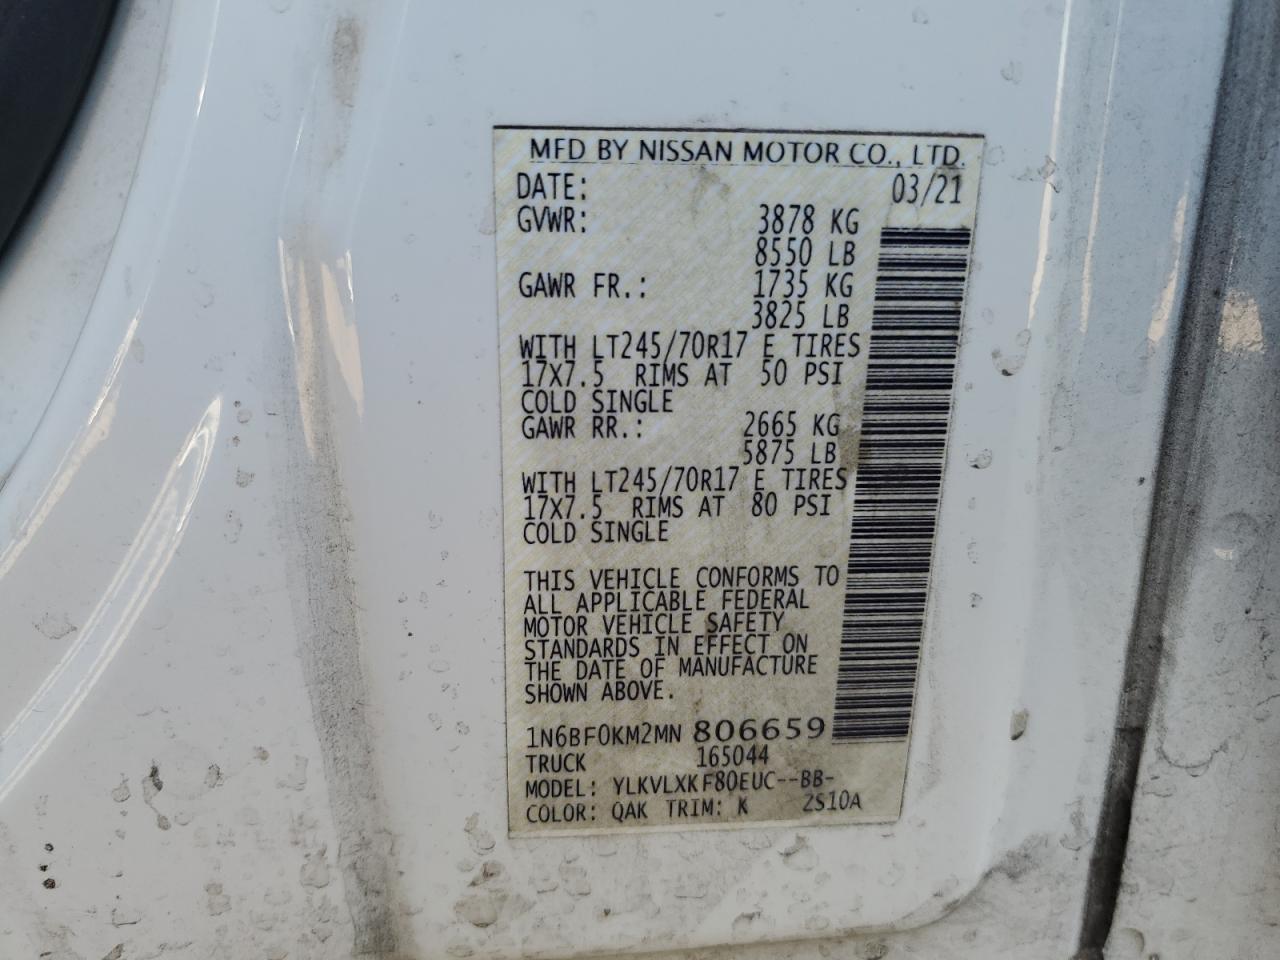 MFD BY NISSAN MOTOR CO., LTD.
DATE: 03/21
GVWR: 3878 KG
8550 LB
GAWR FR.: 1735 KG
3825 LB
WITH LT245/70R17 E TIRES
17X7.5 RIMS AT 50 PSI
COLD SINGLE
GAWR RR.: 2665 KG
5875 LB
WITH LT245/70R17 E TIRES
17X7.5 RIMS AT 80 PSI
COLD SINGLE
THIS VEHICLE CONFORMS TO
ALL APPLICABLE FEDERAL
MOTOR VEHICLE SAFETY
STANDARDS IN EFFECT ON
THE DATE OF MANUFACTURE
SHOWN ABOVE.
1N6BF0KM2MN 806659
TRUCK 165044
MODEL: YLKVLXKF80EUC--BB-
COLOR: QAK TRIM: K ZS10A